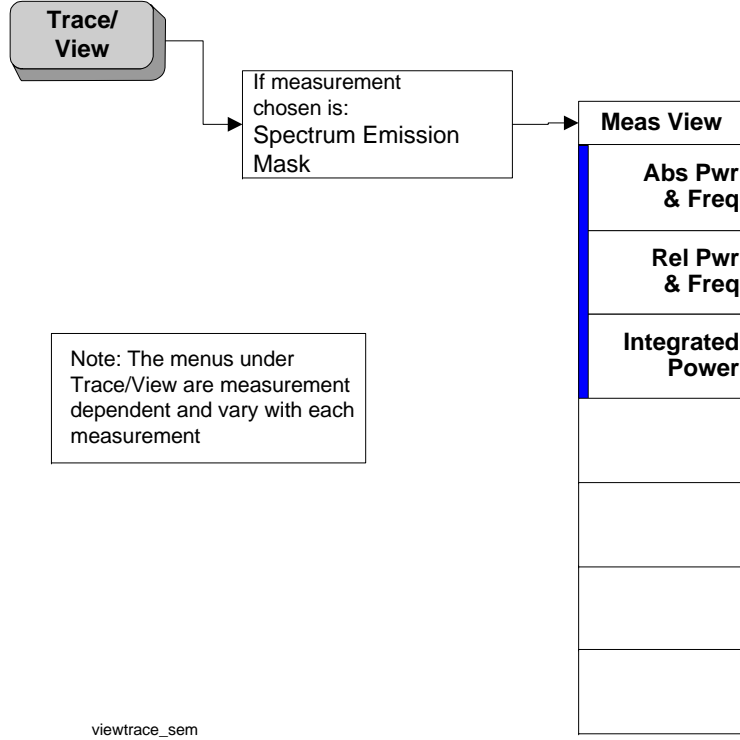 Trace/
View
If measurement
chosen is:
Spectrum Emission
Mask
Meas View
Abs Pwr
& Freq
Rel Pwr
& Freq
Integrated
Power
Note: The menus under
Trace/View are measurement
dependent and vary with each
measurement
viewtrace_sem